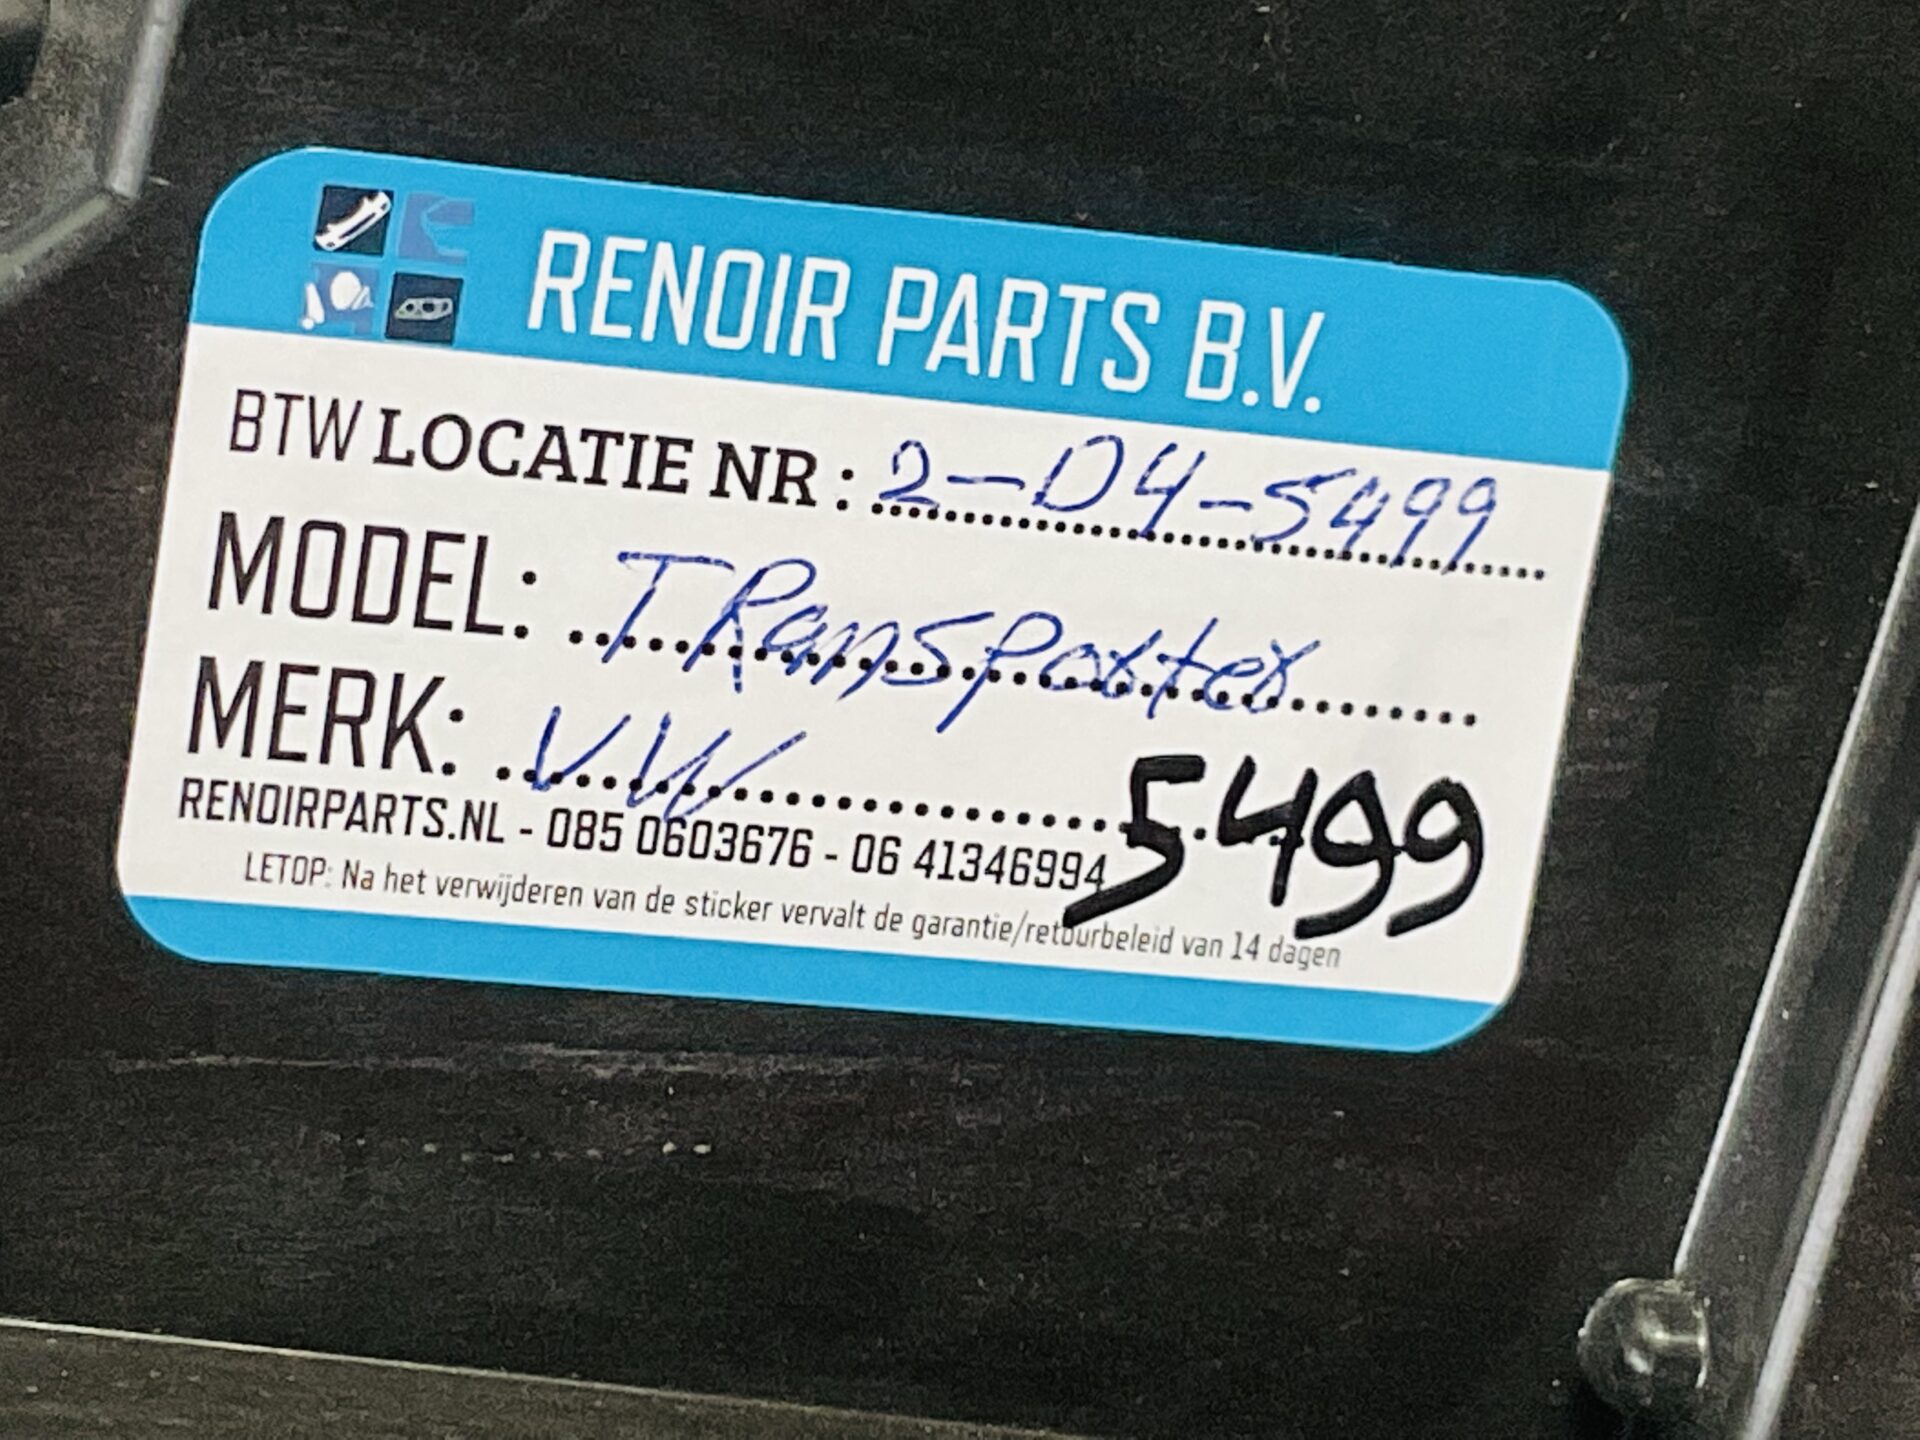 RENOIR PARTS B.V.
BTW LOCATIE NR : 2-D4-5499
MODEL: TRansporter
MERK: VW
5499
RENOIRPARTS.NL - 085 0603676 - 06 41346994
LETOP: Na het verwijderen van de sticker vervalt de garantie/retourbeleid van 14 dagen